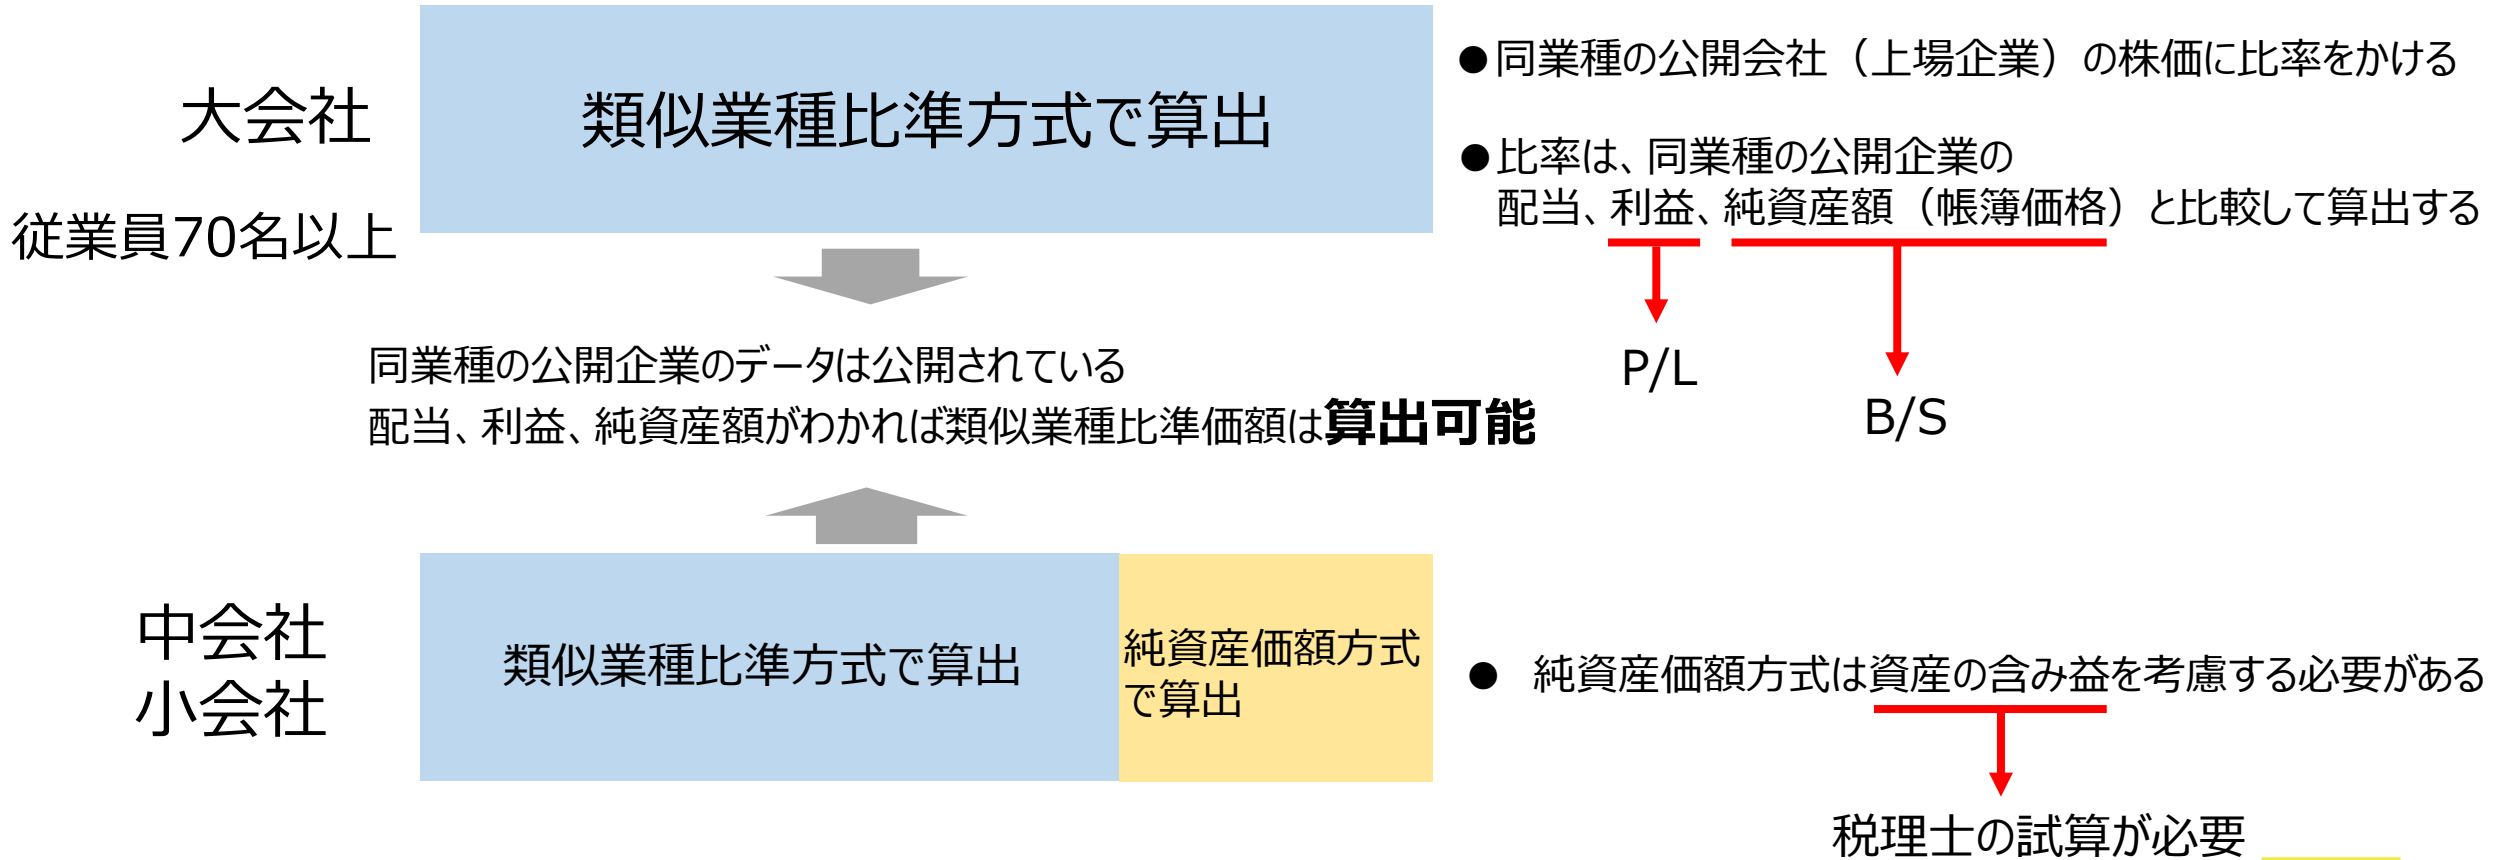 大会社
従業員70名以上
類似業種比準方式で算出
●同業種の公開会社（上場企業）の株価に比率をかける
●比率は、同業種の公開企業の
配当、利益、純資産額（帳簿価格）と比較して算出する
P/L
B/S
同業種の公開企業のデータは公開されている
配当、利益、純資産額がわかれば類似業種比準価額は算出可能
中会社
小会社
類似業種比準方式で算出
純資産価額方式
で算出
● 純資産価額方式は資産の含み益を考慮する必要がある
税理士の試算が必要